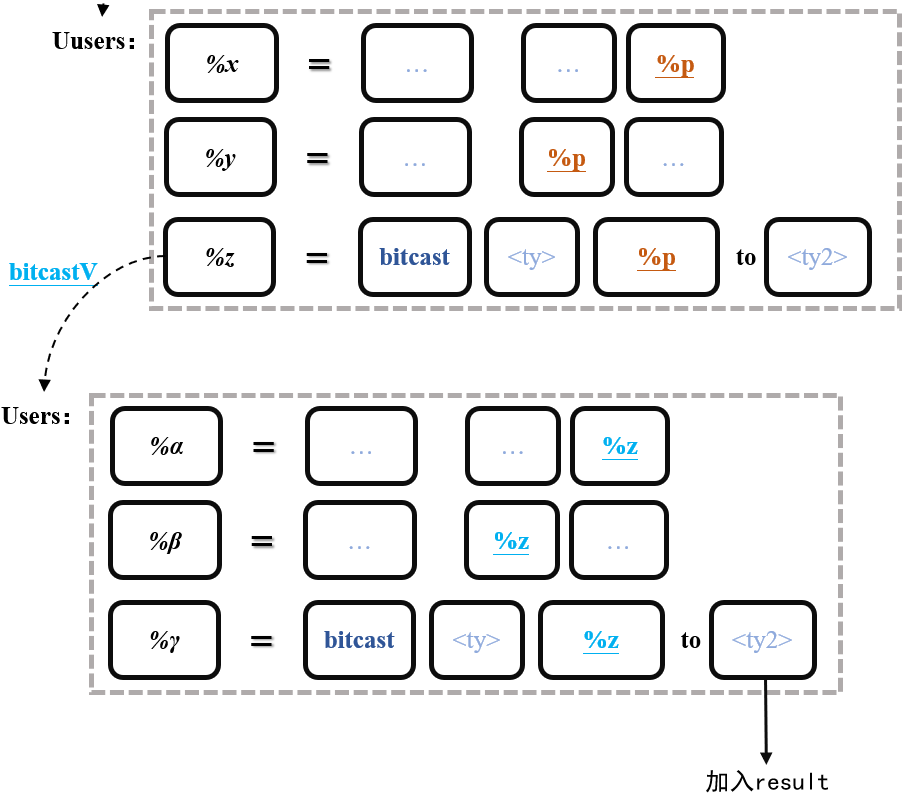 Uusers：
%x = ... ... %p
%y = ... %p ...
%z = bitcast <ty> %p to <ty2>
bitcastV
Users：
%α = ... ... %z
%β = ... %z ...
%γ = bitcast <ty> %z to <ty2>
加入result